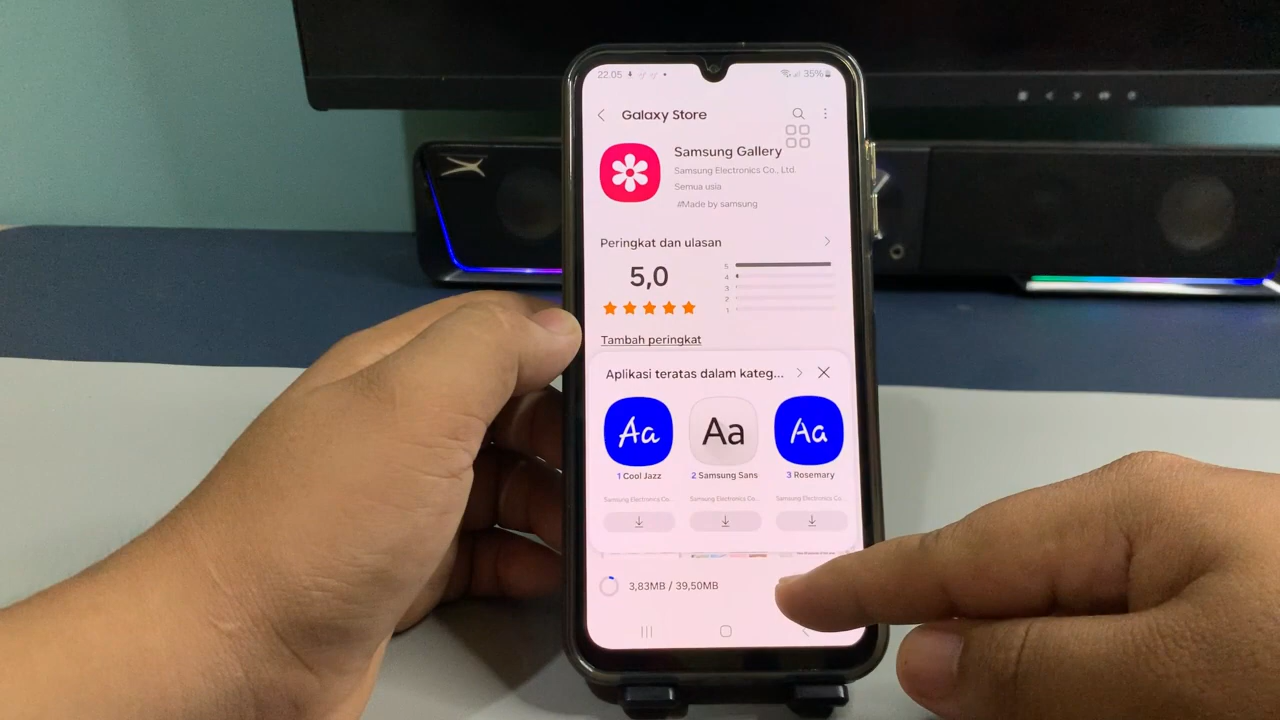 22.05
35%
Galaxy Store
Samsung Gallery
Samsung Electronics Co., Ltd.
Semua usia
#Made by samsung
Peringkat dan ulasan
5,0
5
4
3
2
1
Tambah peringkat
Aplikasi teratas dalam kateg...
Aa
Aa
Aa
1 Cool Jazz
2 Samsung Sans
3 Rosemary
Samsung Electronics Co...
Samsung Electronics Co...
Samsung Electronics Co...
3,83MB / 39,50MB